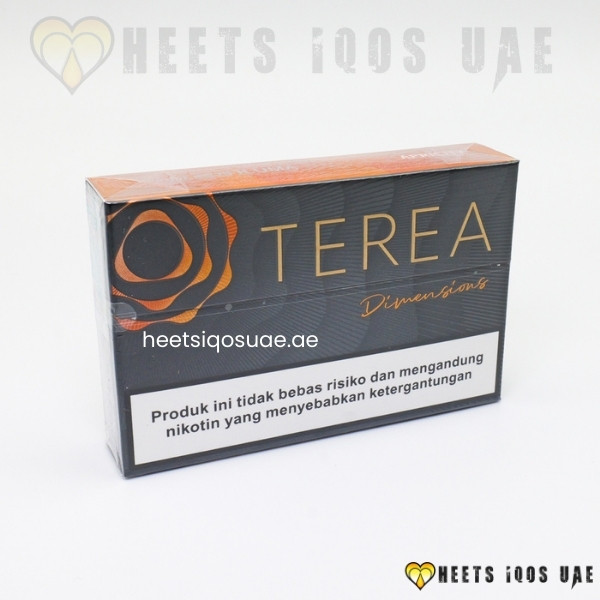 HEETS iQOS UAE
TEREA
Dimensions
heetsiqosuae.ae
Produk ini tidak bebas risiko dan mengandung
nikotin yang menyebabkan ketergantungan
HEETS iQOS UAE